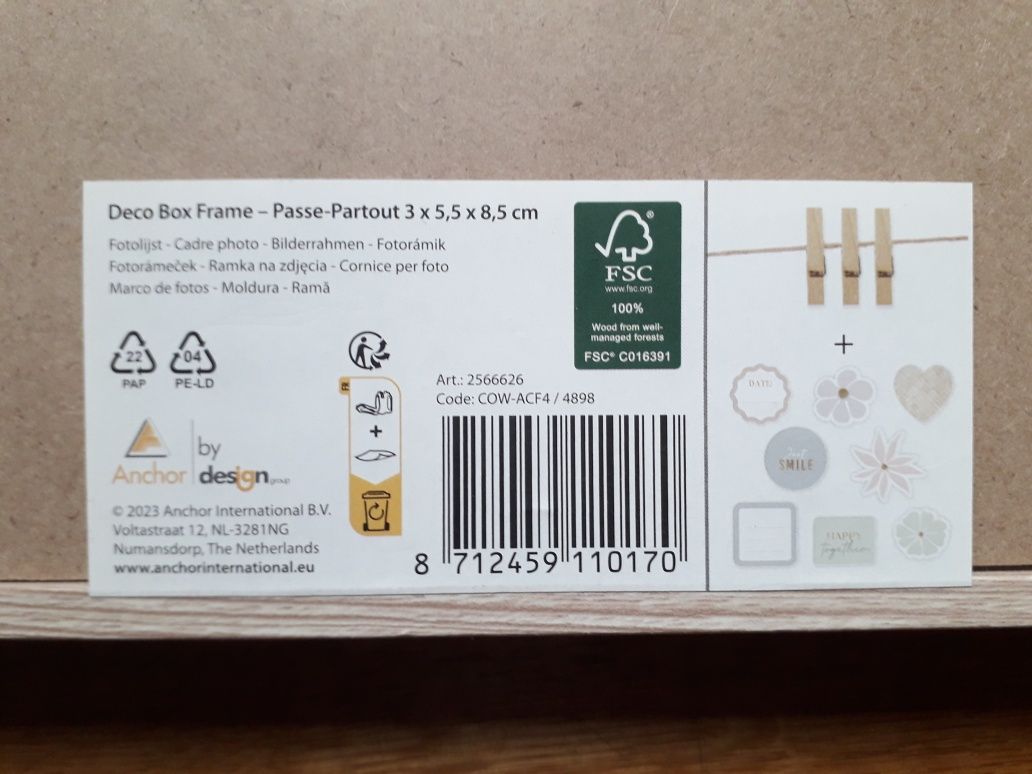 Deco Box Frame – Passe-Partout 3 x 5,5 x 8,5 cm
Fotolijst - Cadre photo - Bilderrahmen - Fotorámik
Fotorámeček - Ramka na zdjęcia - Cornice per foto
Marco de fotos - Moldura - Ramă
®
FSC
www.fsc.org
100%
Wood from well-
managed forests
FSC® C016391
22
PAP
04
PE-LD
FR
+
Art.: 2566626
Code: COW-ACF4 / 4898
Anchor
by
design group
© 2023 Anchor International B.V.
Voltastraat 12, NL-3281NG
Numansdorp, The Netherlands
www.anchorinternational.eu
8 712459 110170
+
DATE
Just
SMILE
HAPPY
together